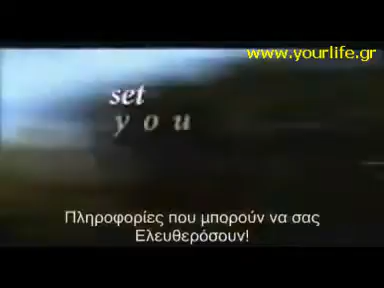 www.yourlife.gr
set
you
Πληροφορίες που μπορούν να σας
Ελευθερόσουν!